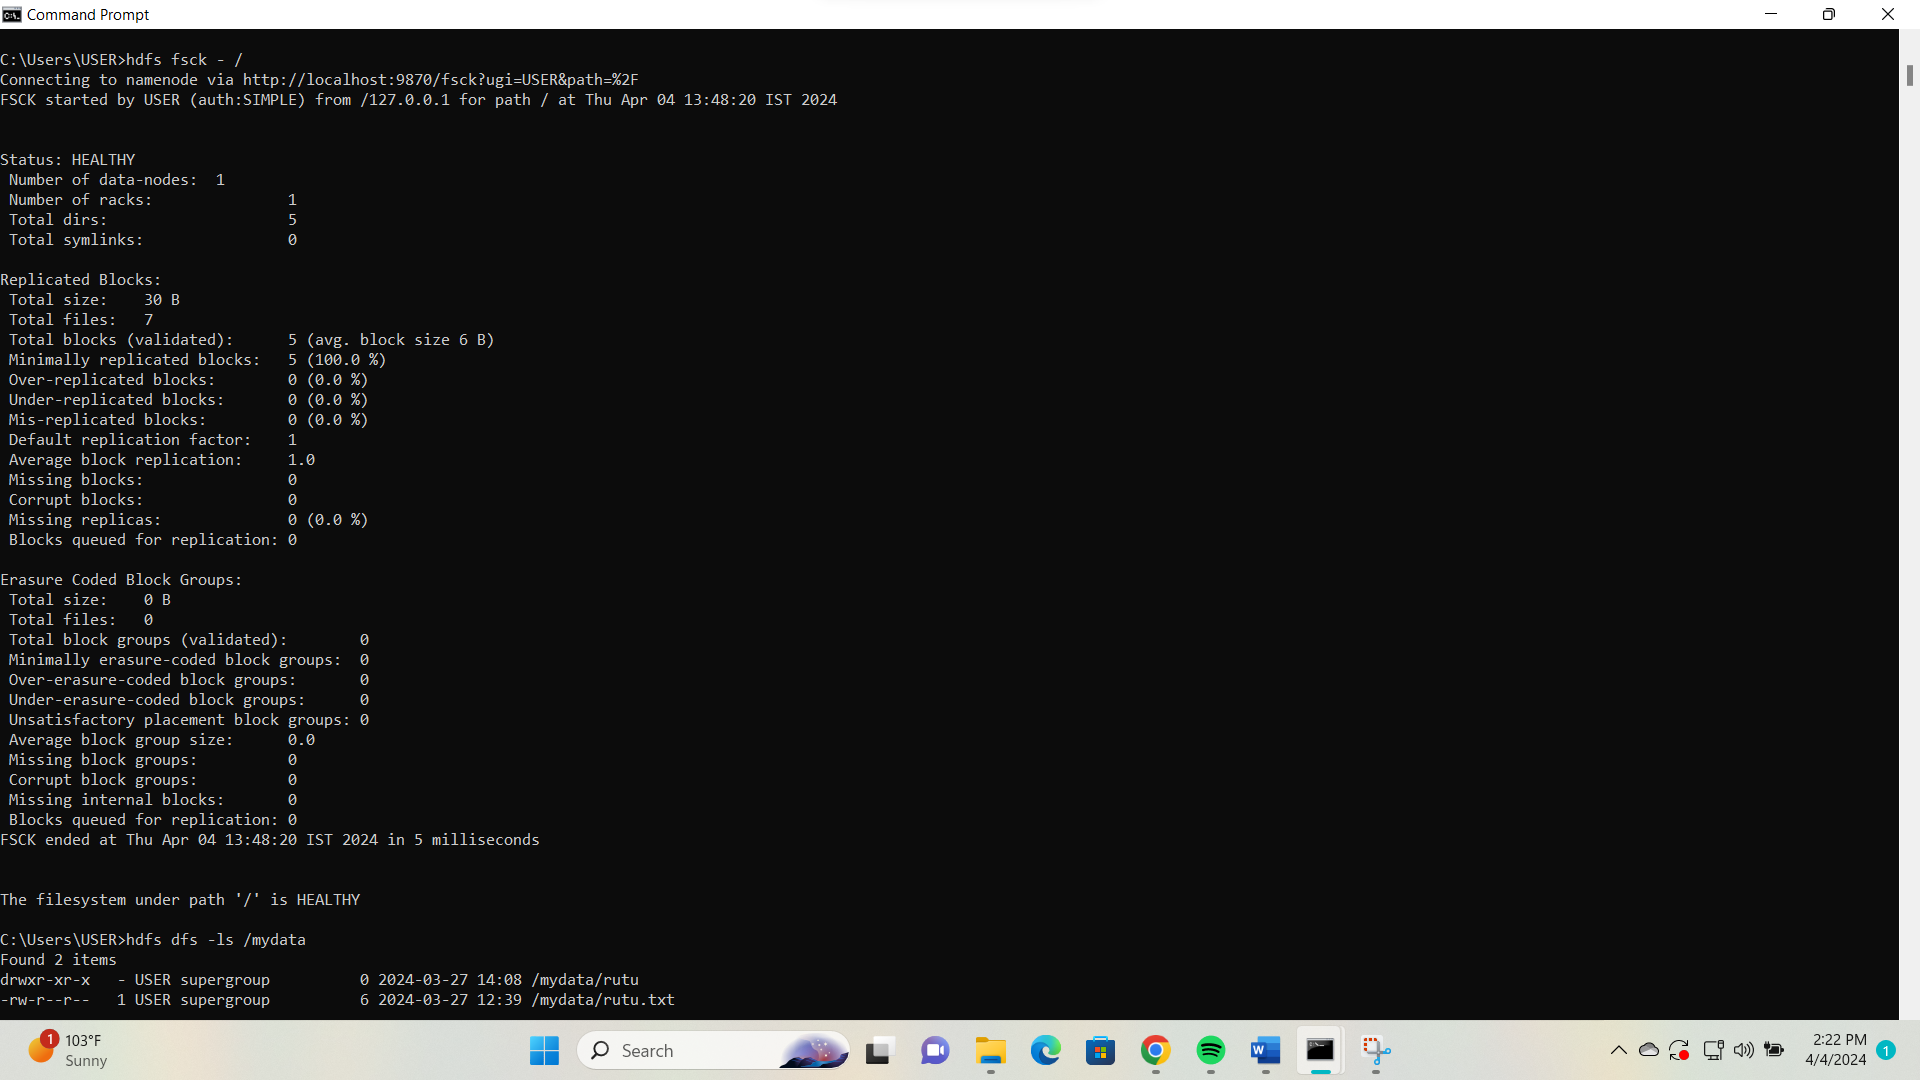 Command Prompt
C:\Users\USER>hdfs fsck - /
Connecting to namenode via http://localhost:9870/fsck?ugi=USER&path=%2F
FSCK started by USER (auth:SIMPLE) from /127.0.0.1 for path / at Thu Apr 04 13:48:20 IST 2024
Status: HEALTHY
Number of data-nodes: 1
Number of racks: 1
Total dirs: 5
Total symlinks: 0
Replicated Blocks:
Total size: 30 B
Total files: 7
Total blocks (validated): 5 (avg. block size 6 B)
Minimally replicated blocks: 5 (100.0 %)
Over-replicated blocks: 0 (0.0 %)
Under-replicated blocks: 0 (0.0 %)
Mis-replicated blocks: 0 (0.0 %)
Default replication factor: 1
Average block replication: 1.0
Missing blocks: 0
Corrupt blocks: 0
Missing replicas: 0 (0.0 %)
Blocks queued for replication: 0
Erasure Coded Block Groups:
Total size: 0 B
Total files: 0
Total block groups (validated): 0
Minimally erasure-coded block groups: 0
Over-erasure-coded block groups: 0
Under-erasure-coded block groups: 0
Unsatisfactory placement block groups: 0
Average block group size: 0.0
Missing block groups: 0
Corrupt block groups: 0
Missing internal blocks: 0
Blocks queued for replication: 0
FSCK ended at Thu Apr 04 13:48:20 IST 2024 in 5 milliseconds
The filesystem under path '/' is HEALTHY
C:\Users\USER>hdfs dfs -ls /mydata
Found 2 items
drwxr-xr-x - USER supergroup 0 2024-03-27 14:08 /mydata/rutu
-rw-r--r-- 1 USER supergroup 6 2024-03-27 12:39 /mydata/rutu.txt
1
103°F
Sunny
Search
2:22 PM
4/4/2024
1